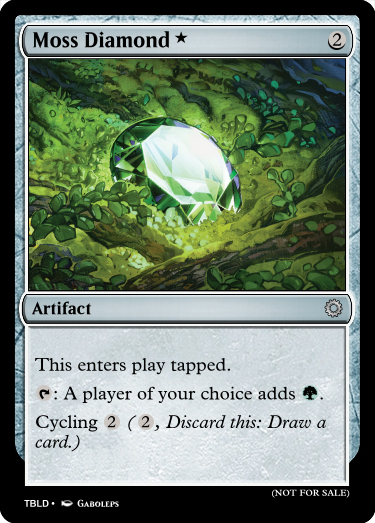 Moss Diamond ★ 2
Artifact
This enters play tapped.
: A player of your choice adds .
Cycling 2 ( 2, Discard this: Draw a
card.)
(NOT FOR SALE)
TBLD • Gaboleps